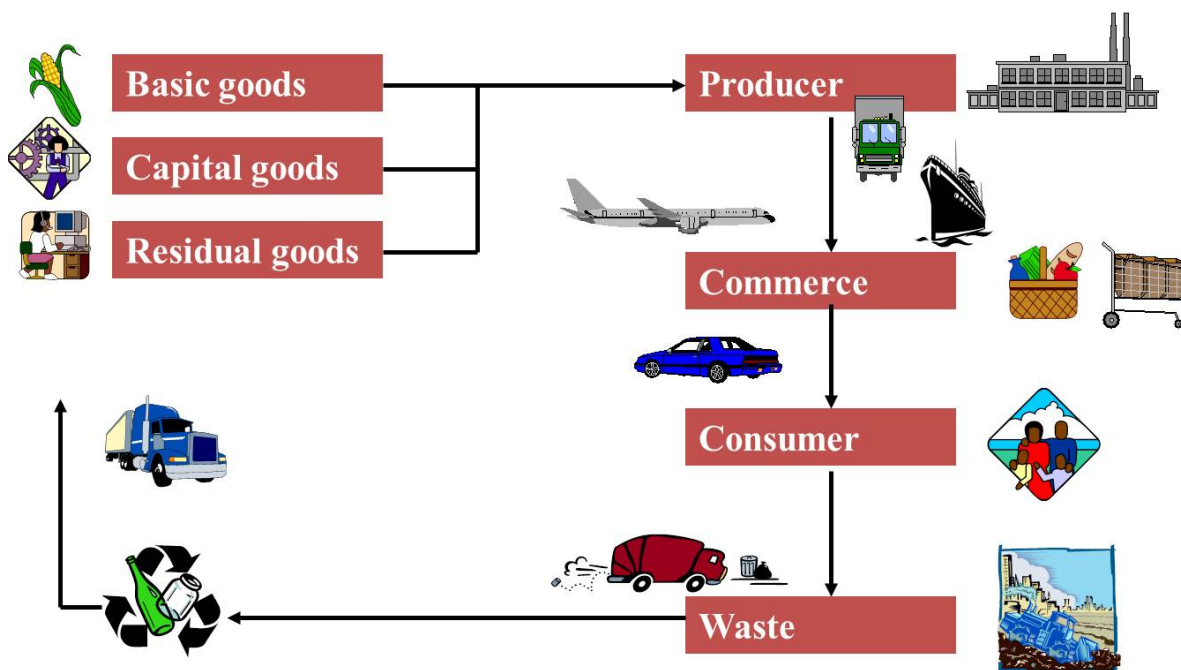 Basic goods
Producer
Capital goods
Residual goods
Commerce
Consumer
Waste